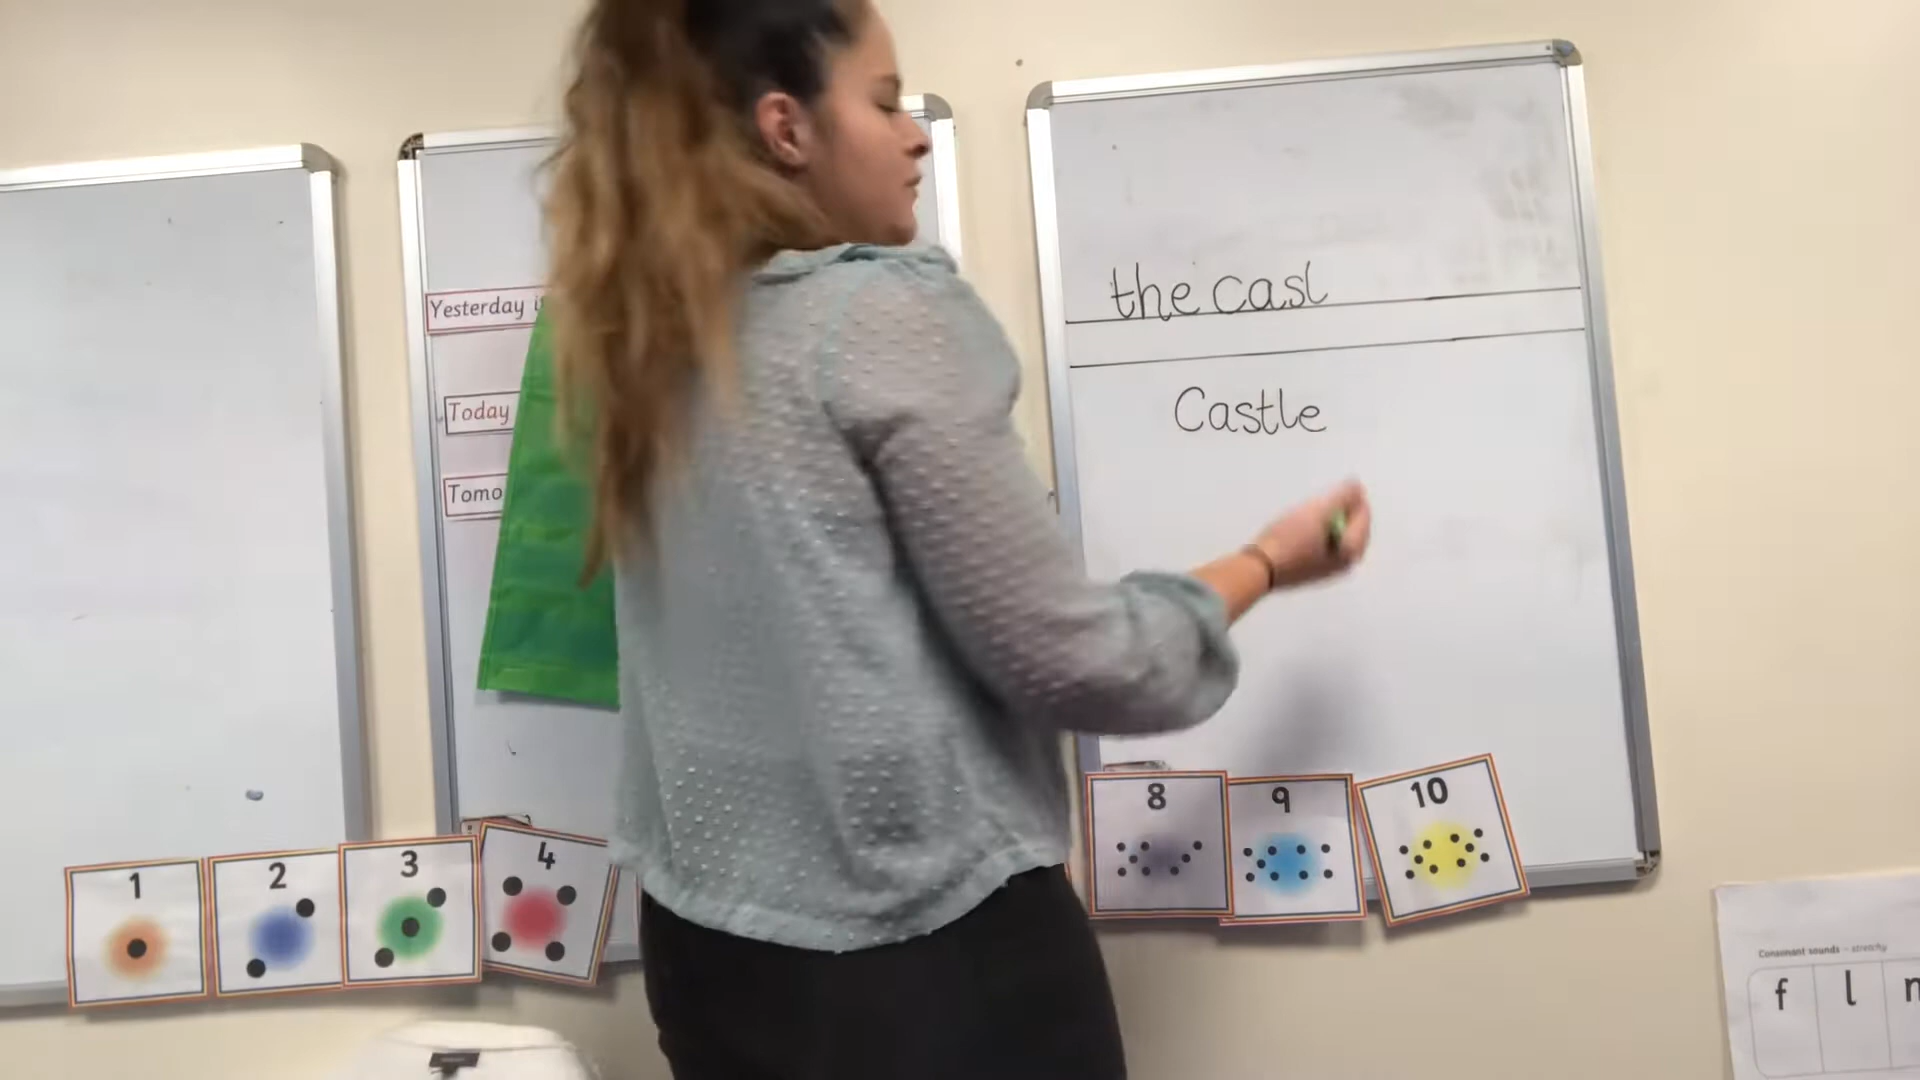 Yesterday i
Today
Tomo
the casl
Castle
1
2
3
4
8
9
10
Consonant sounds – stretchy
f l